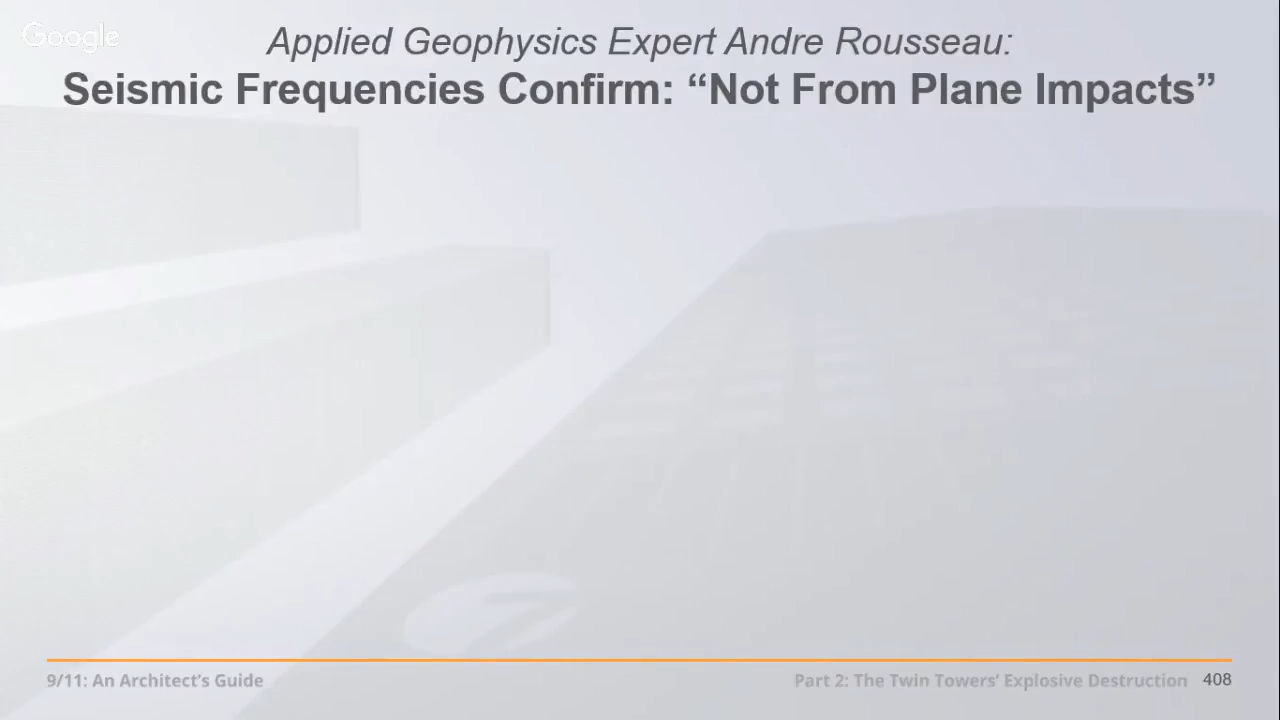 Google
Applied Geophysics Expert Andre Rousseau:
Seismic Frequencies Confirm: “Not From Plane Impacts”
7
9/11: An Architect’s Guide
Part 2: The Twin Towers’ Explosive Destruction 408